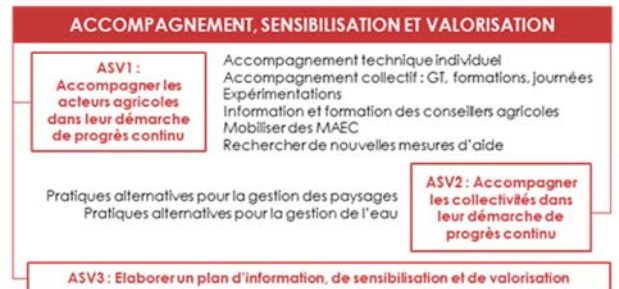 ACCOMPAGNEMENT, SENSIBILISATION ET VALORISATION
ASV1 :
Accompagner les
acteurs agricoles
dans leur démarche
de progrès continu
Accompagnement technique individuel
Accompagnement collectif : GT, formations, journées
Expérimentations
Information et formation des conseillers agricoles
Mobiliser des MAEC
Rechercher de nouvelles mesures d'aide
Pratiques alternatives pour la gestion des paysages
Pratiques alternatives pour la gestion de l'eau
ASV2 : Accompagner
les collectivités dans
leur démarche de
progrès continu
ASV3 : Elaborer un plan d'information, de sensibilisation et de valorisation